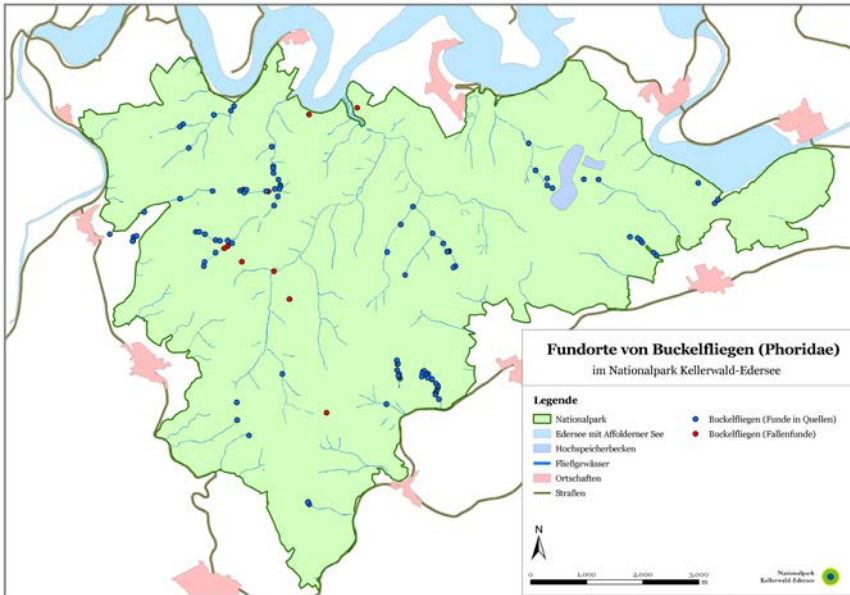 Fundorte von Buckelfliegen (Phoridae)
im Nationalpark Kellerwald-Edersee
Legende
Nationalpark
Edersee mit Affolderner See
Hochspeicherbecken
Fließgewässer
Ortschaften
Straßen
Buckelfliegen (Funde in Quellen)
Buckelfliegen (Fallenfunde)
N
0 1.000 2.000 3.000
m
Nationalpark
Kellerwald-Edersee